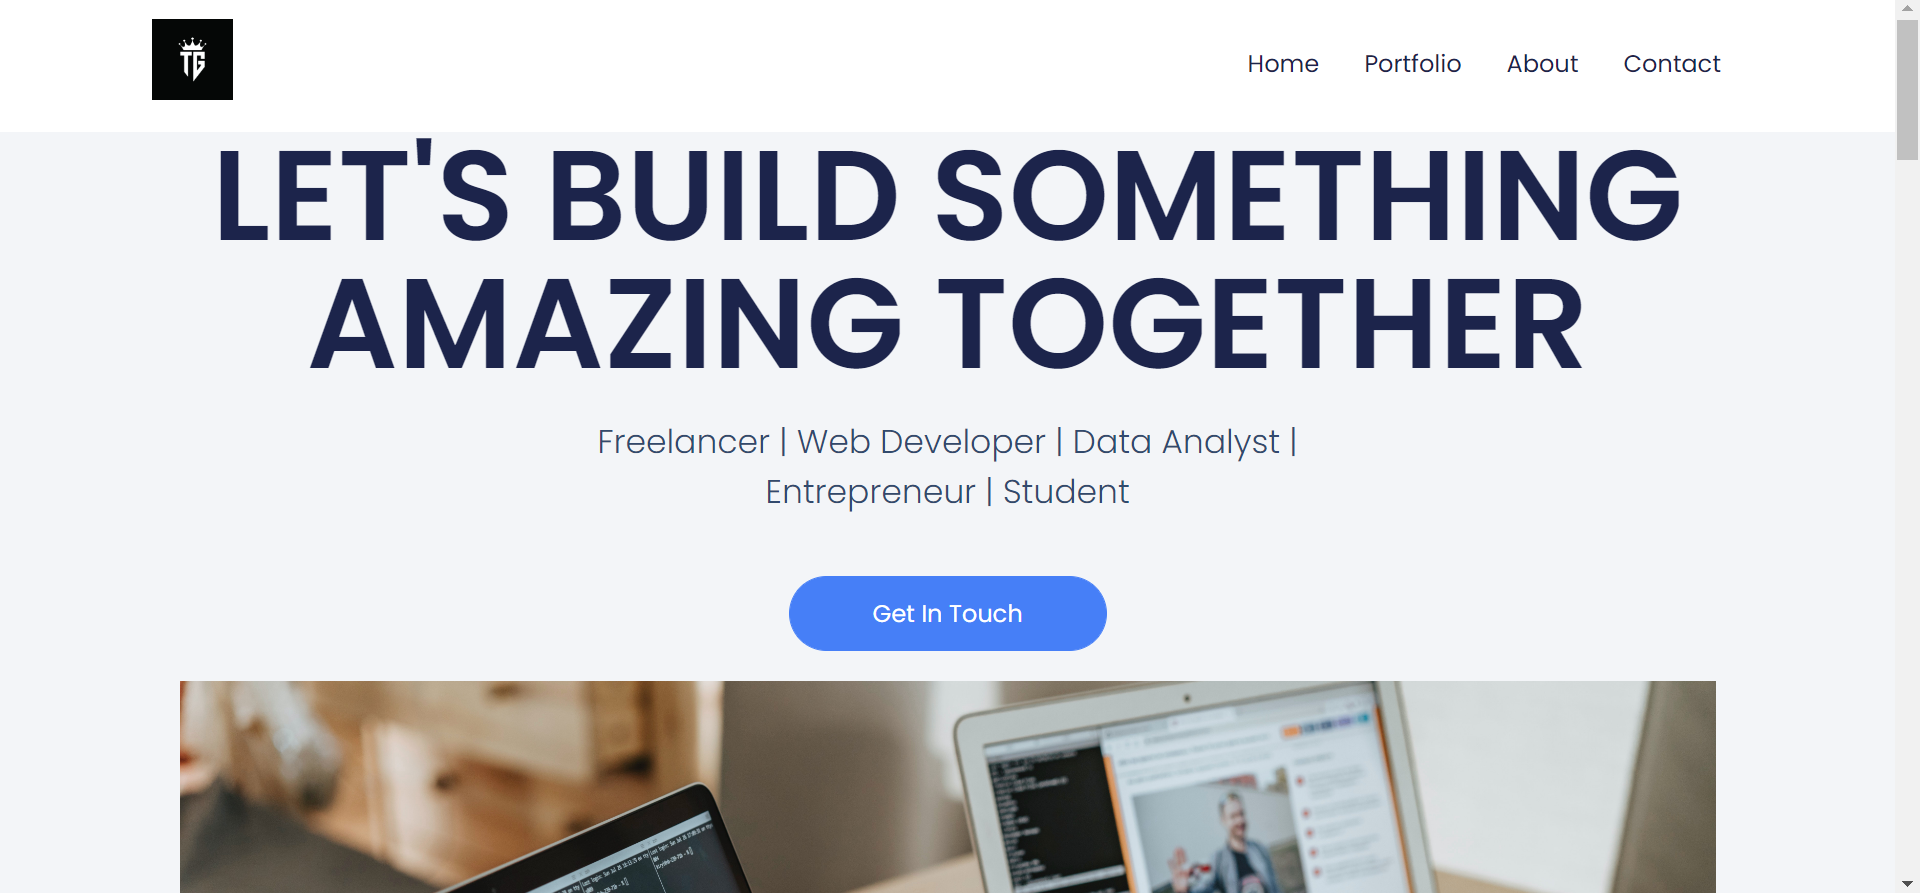 TG
Home Portfolio About Contact
LET'S BUILD SOMETHING
AMAZING TOGETHER
Freelancer | Web Developer | Data Analyst |
Entrepreneur | Student
Get In Touch